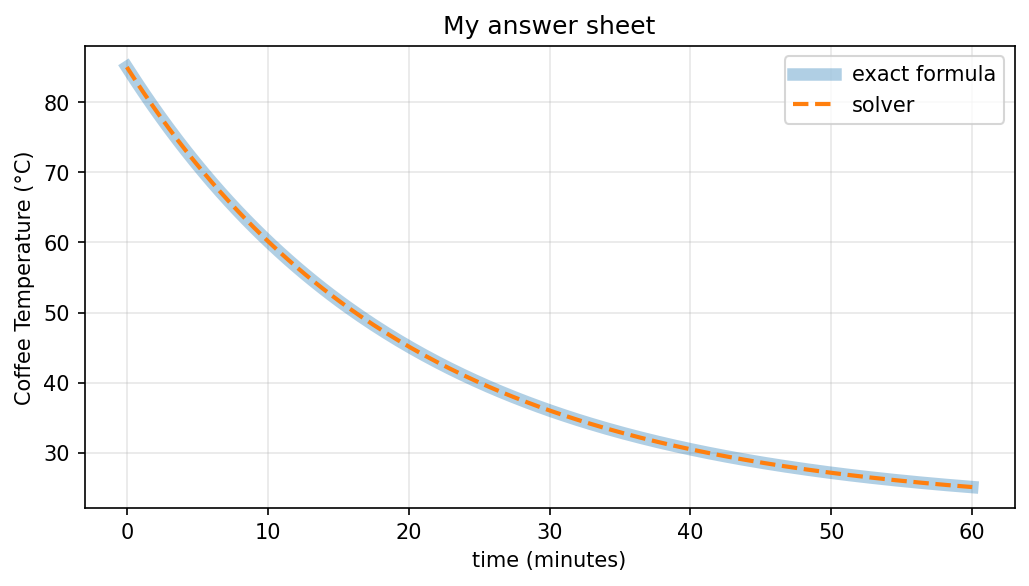 My answer sheet
exact formula
solver
Coffee Temperature (°C)
80
70
60
50
40
30
0
10
20
30
40
50
60
time (minutes)